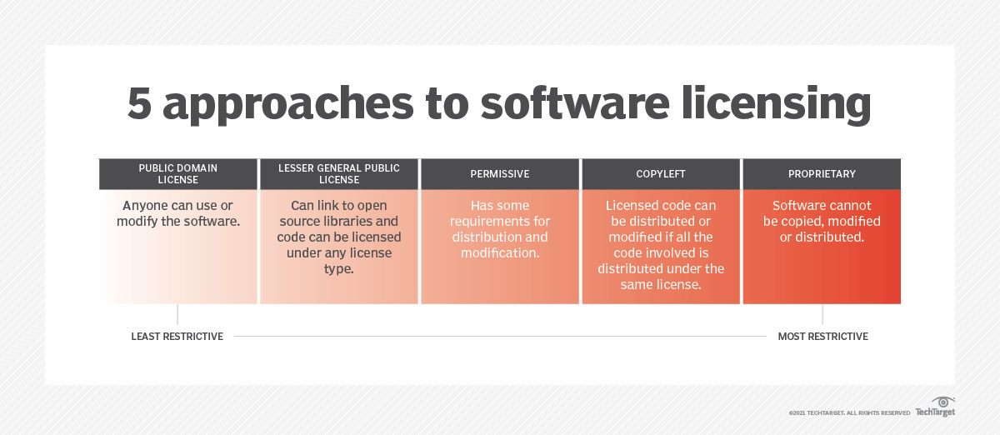 5 approaches to software licensing
PUBLIC DOMAIN
LICENSE
Anyone can use or
modify the software.
LESSER GENERAL PUBLIC
LICENSE
Can link to open
source libraries and
code can be licensed
under any license
type.
PERMISSIVE
Has some
requirements for
distribution and
modification.
COPYLEFT
Licensed code can
be distributed or
modified if all the
code involved is
distributed under the
same license.
PROPRIETARY
Software cannot
be copied, modified
or distributed.
LEAST RESTRICTIVE
MOST RESTRICTIVE
©2021 TECHTARGET. ALL RIGHTS RESERVED
TechTarget